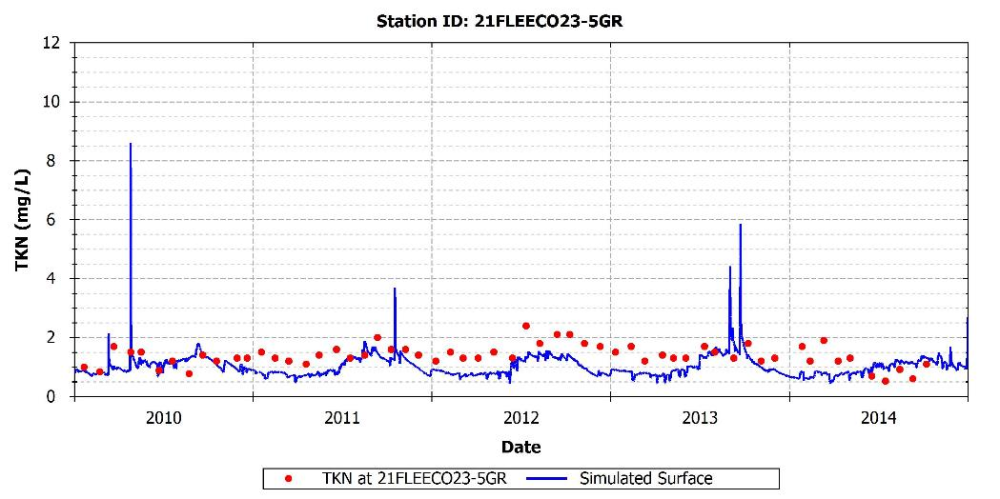 Station ID: 21FLEECO23-5GR
12
10
8
6
4
2
0
TKN (mg/L)
2010 2011 2012 2013 2014
Date
TKN at 21FLEECO23-5GR Simulated Surface